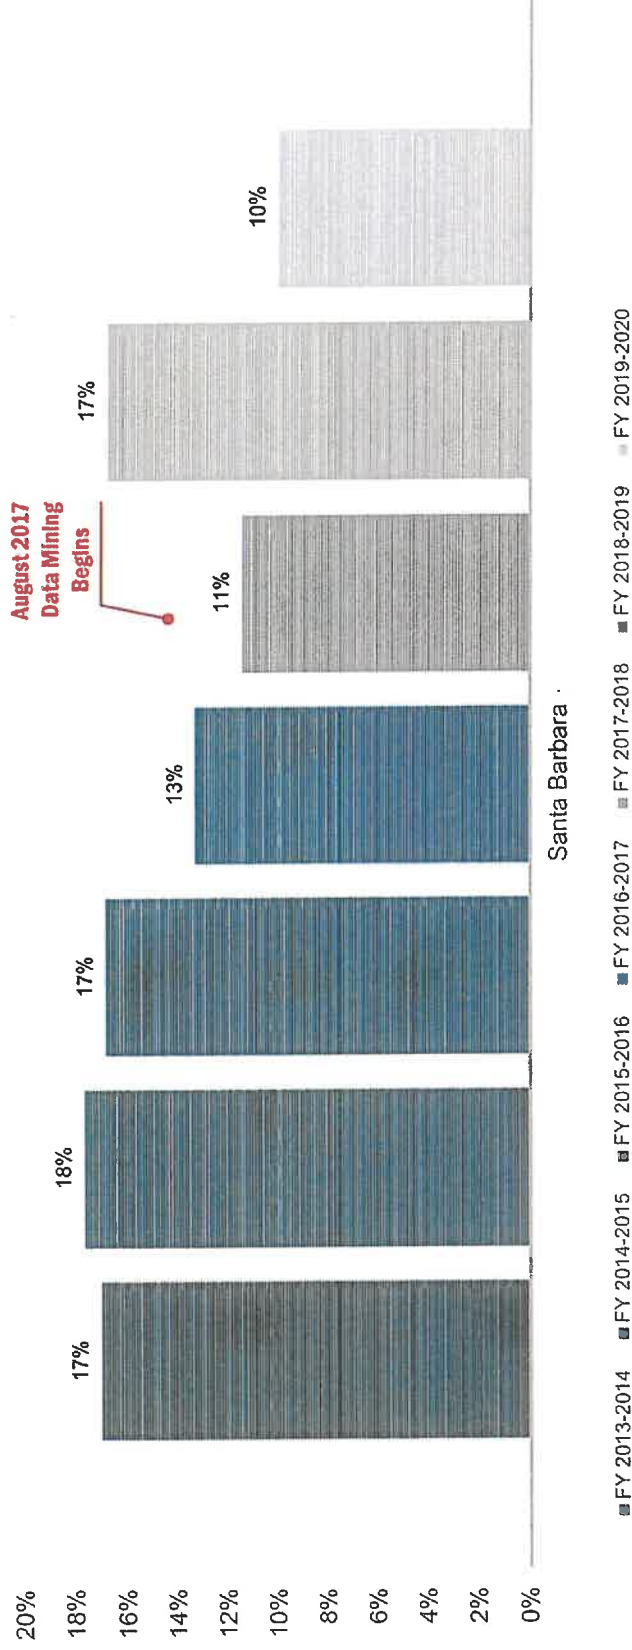 August 2017
Data Mining
Begins
20%
18%
16%
14%
12%
10%
8%
6%
4%
2%
0%
17%
18%
17%
13%
11%
17%
10%
Santa Barbara
FY 2013-2014
FY 2014-2015
FY 2015-2016
FY 2016-2017
FY 2017-2018
FY 2018-2019
FY 2019-2020